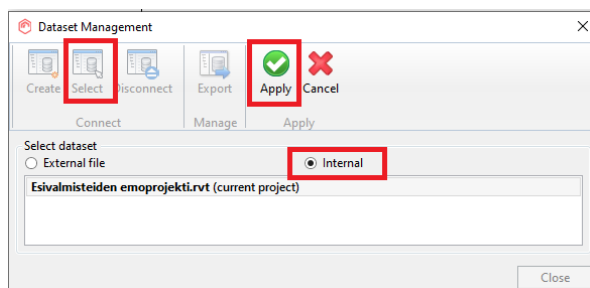 Dataset Management
Create Select Disconnect Export Apply Cancel
Connect Manage Apply
Select dataset
External file Internal
Esivalmisteiden emoprojekti.rvt (current project)
Close